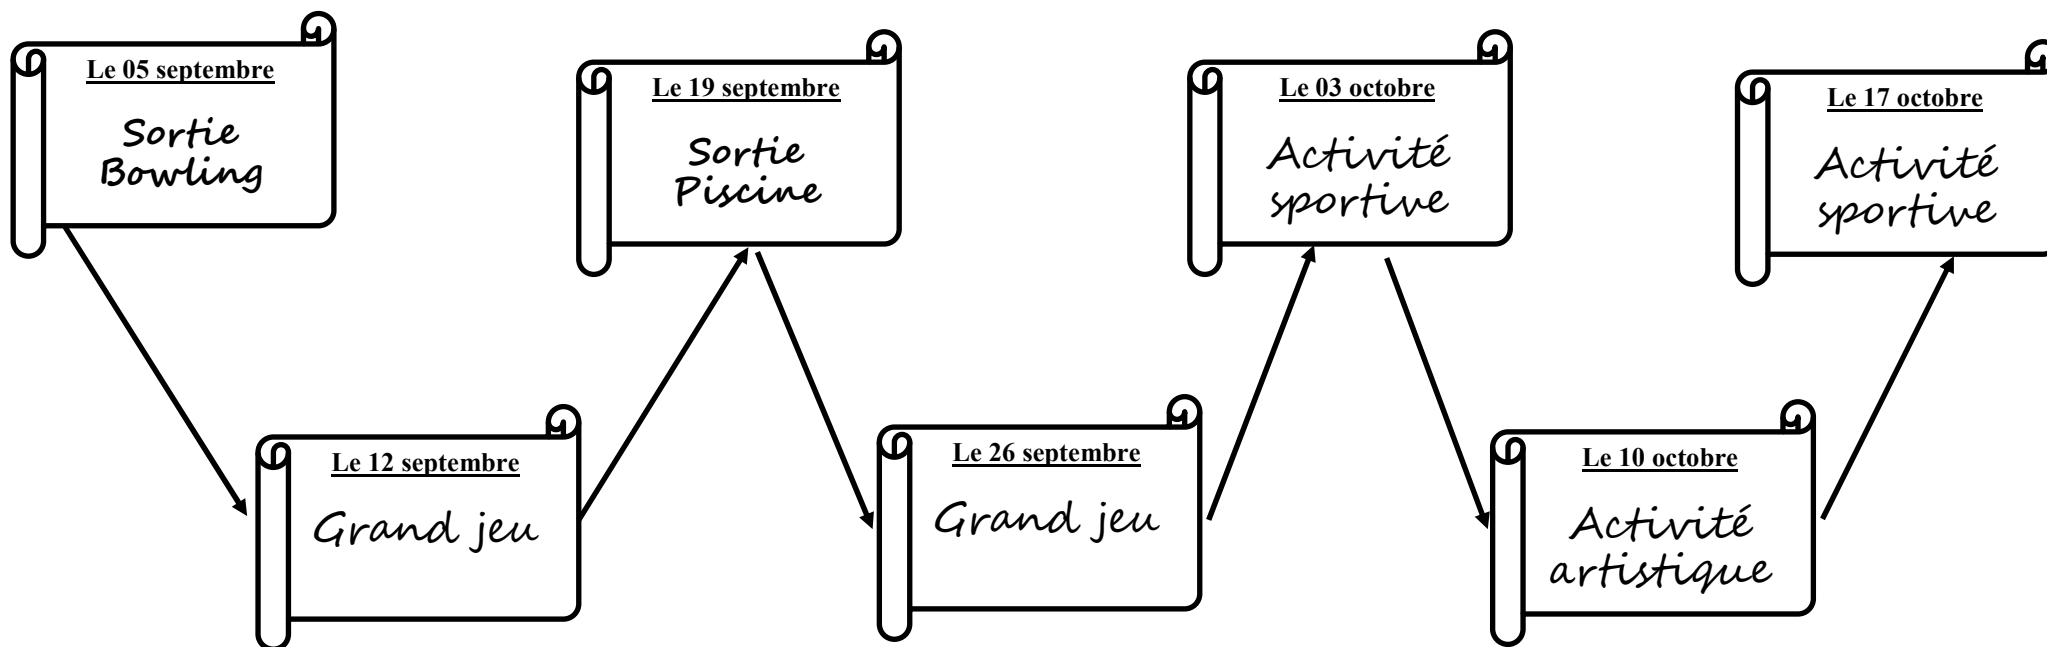 Le 05 septembre
Sortie
Bowling
Le 12 septembre
Grand jeu
Le 19 septembre
Sortie
Piscine
Le 26 septembre
Grand jeu
Le 03 octobre
Activité
sportive
Le 10 octobre
Activité
artistique
Le 17 octobre
Activité
sportive